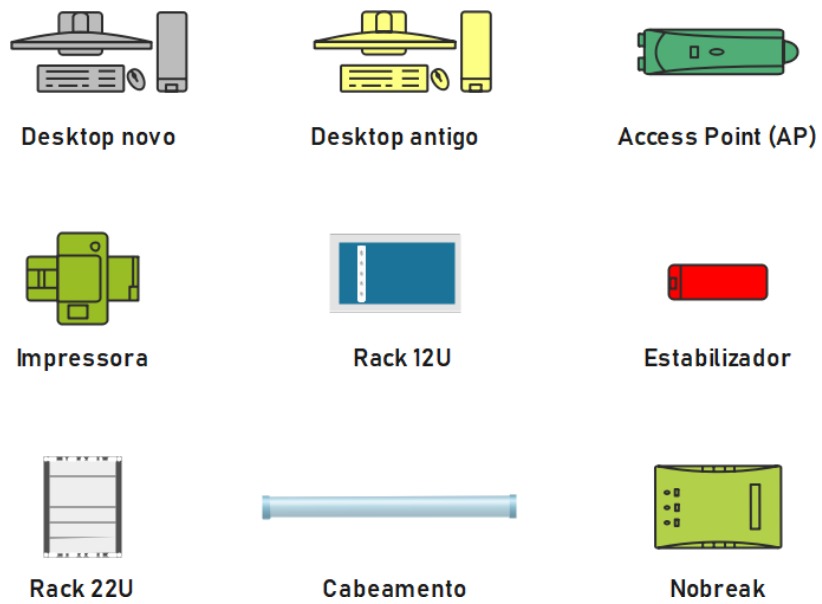 Desktop novo
Desktop antigo
Access Point (AP)
Impressora
Rack 12U
Estabilizador
Rack 22U
Cabeamento
Nobreak